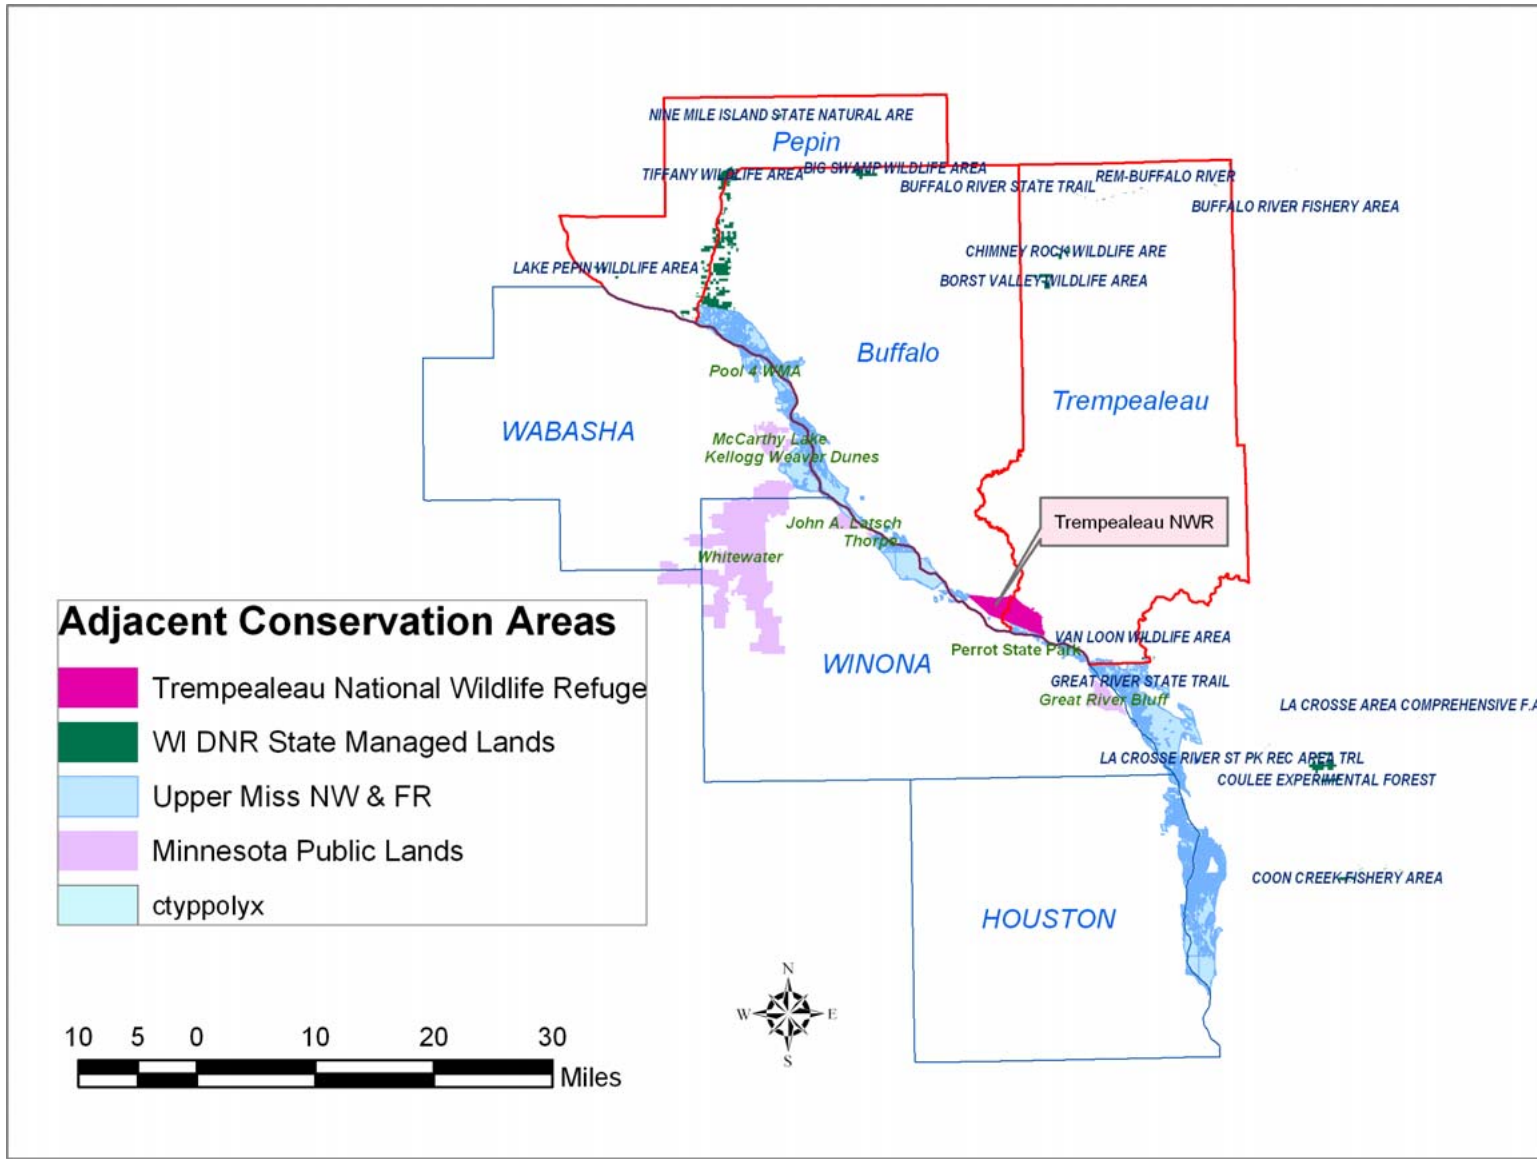 NINE MILE ISLAND STATE NATURAL ARE
Pepin
TIFFANY WILDLIFE AREA
BIG SWAMP WILDLIFE AREA
BUFFALO RIVER STATE TRAIL
REM-BUFFALO RIVER
BUFFALO RIVER FISHERY AREA
CHIMNEY ROCK WILDLIFE ARE
LAKE PEPIN WILDLIFE AREA
BORST VALLEY WILDLIFE AREA
Buffalo
Pool 4 WMA
Trempealeau
WABASHA
McCarthy Lake
Kellogg Weaver Dunes
John A. Latsch
Trempealeau NWR
Thorpe
Whitewater
VAN LOON WILDLIFE AREA
Perrot State Park
WINONA
GREAT RIVER STATE TRAIL
Great River Bluff
LA CROSSE AREA COMPREHENSIVE F.A
LA CROSSE RIVER ST PK REC AREA TRL
COULEE EXPERIMENTAL FOREST
COON CREEK FISHERY AREA
HOUSTON
Adjacent Conservation Areas
Trempealeau National Wildlife Refuge
WI DNR State Managed Lands
Upper Miss NW & FR
Minnesota Public Lands
ctyppolyx
N
W E
S
10 5 0 10 20 30
Miles